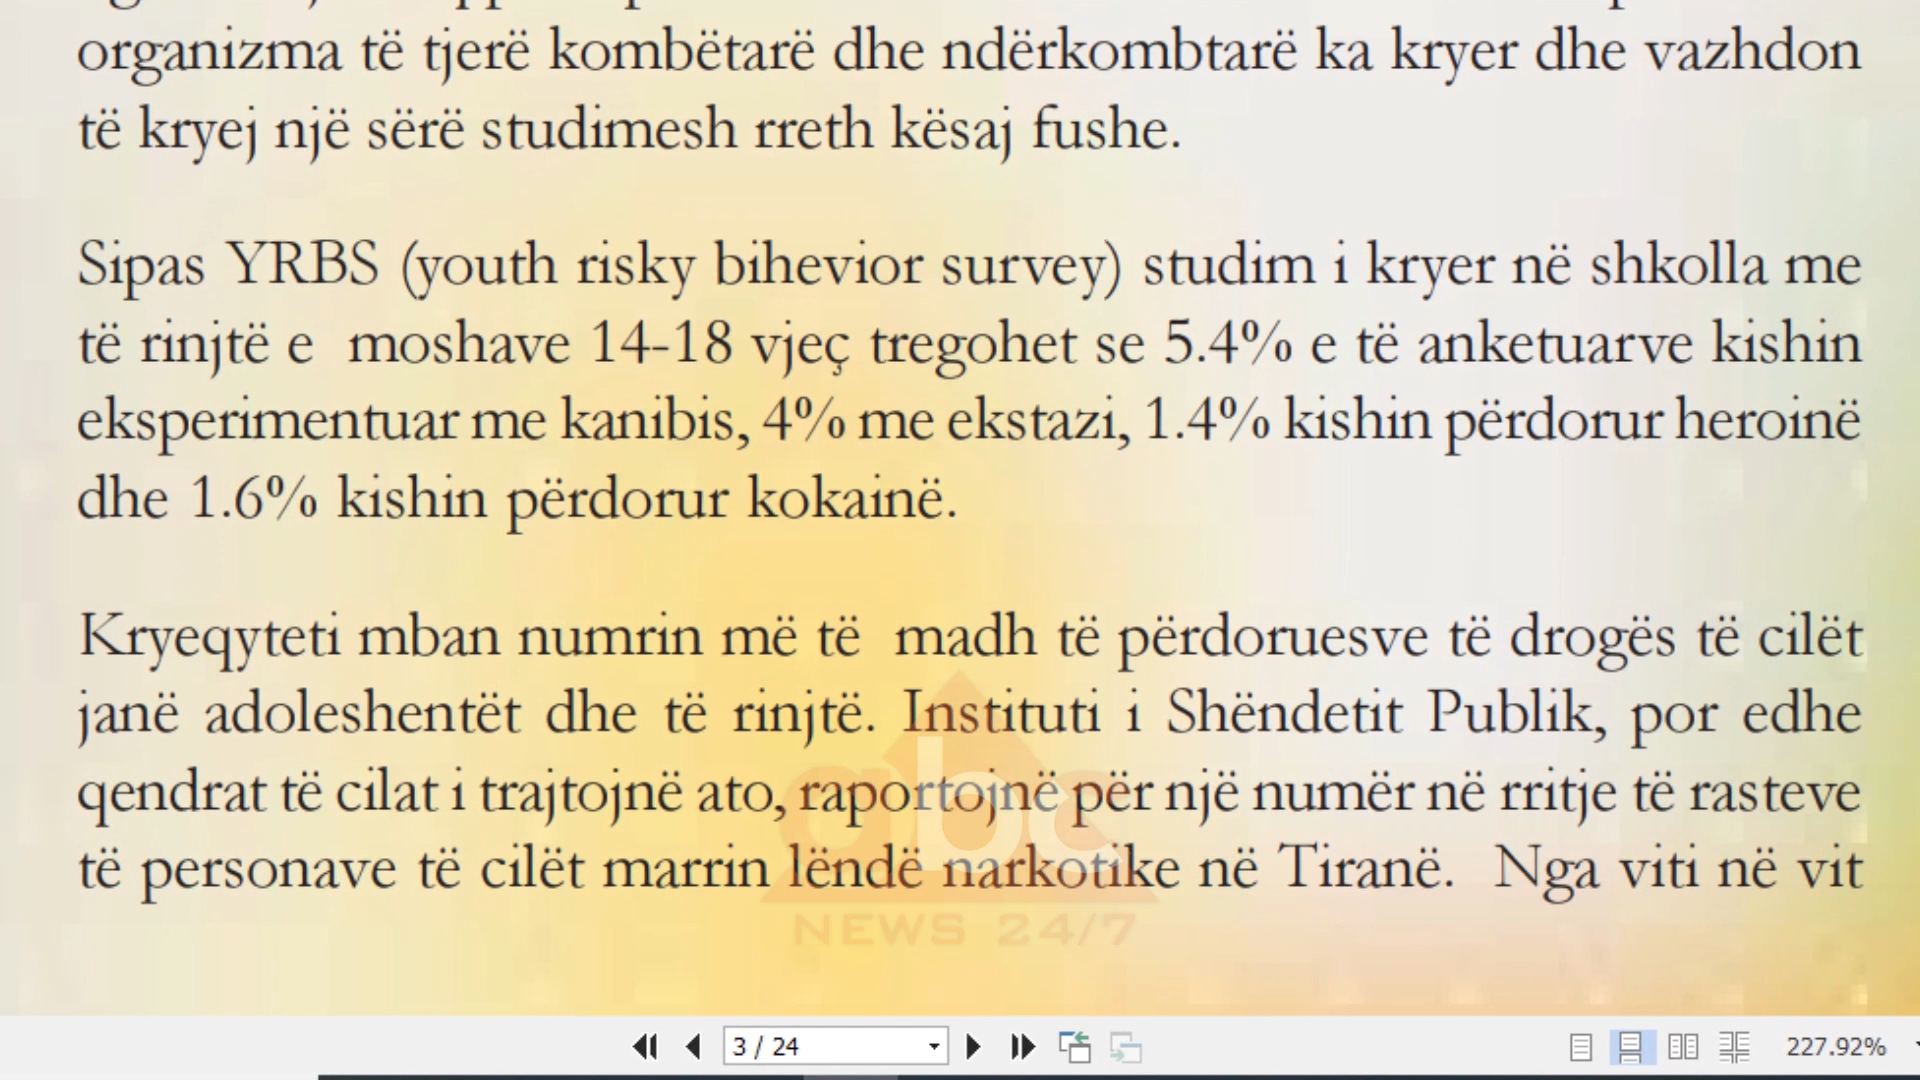 organizma të tjerë kombëtarë dhe ndërkombtarë ka kryer dhe vazhdon
të kryej një sërë studimesh rreth kësaj fushe.
Sipas YRBS (youth risky bihevior survey) studim i kryer në shkolla me
të rinjtë e moshave 14-18 vjeç tregohet se 5.4% e të anketuarve kishin
eksperimentuar me kanibis, 4% me ekstazi, 1.4% kishin përdorur heroinë
dhe 1.6% kishin përdorur kokainë.
Kryeqyteti mban numrin më të madh të përdoruesve të drogës të cilët
janë adoleshentët dhe të rinjtë. Instituti i Shëndetit Publik, por edhe
qendrat të cilat i trajtojnë ato, raportojnë për një numër në rritje të rasteve
të personave të cilët marrin lëndë narkotike në Tiranë. Nga viti në vit
abc
NEWS 24/7
3 / 24
227.92%